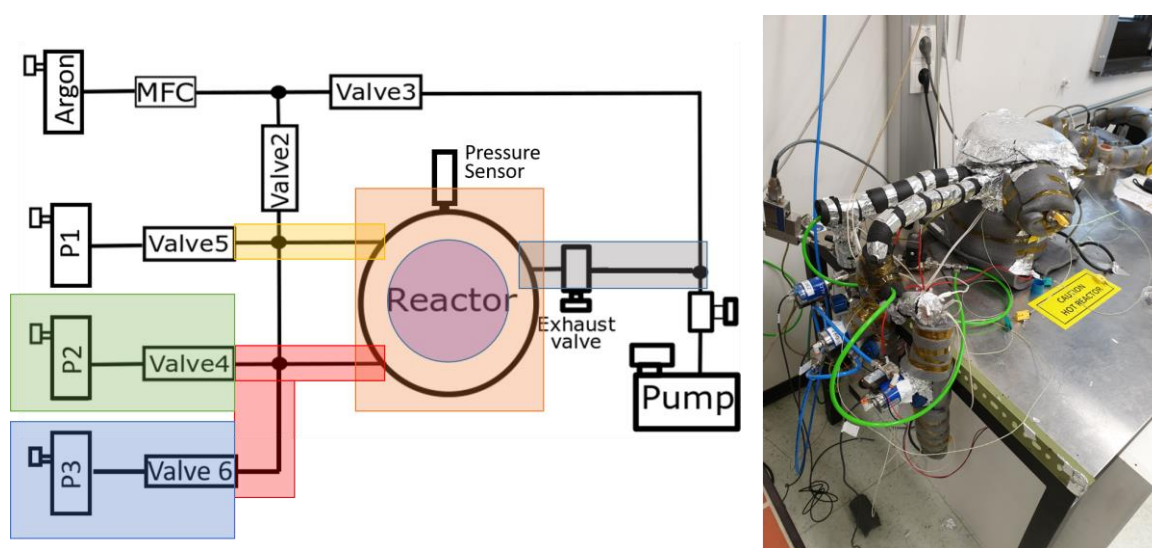 Argon
MFC
Valve3
Valve2
Pressure
Sensor
P1
Valve5
Reactor
Exhaust
valve
P2
Valve4
Pump
P3
Valve 6
CAUTION
HOT REACTOR